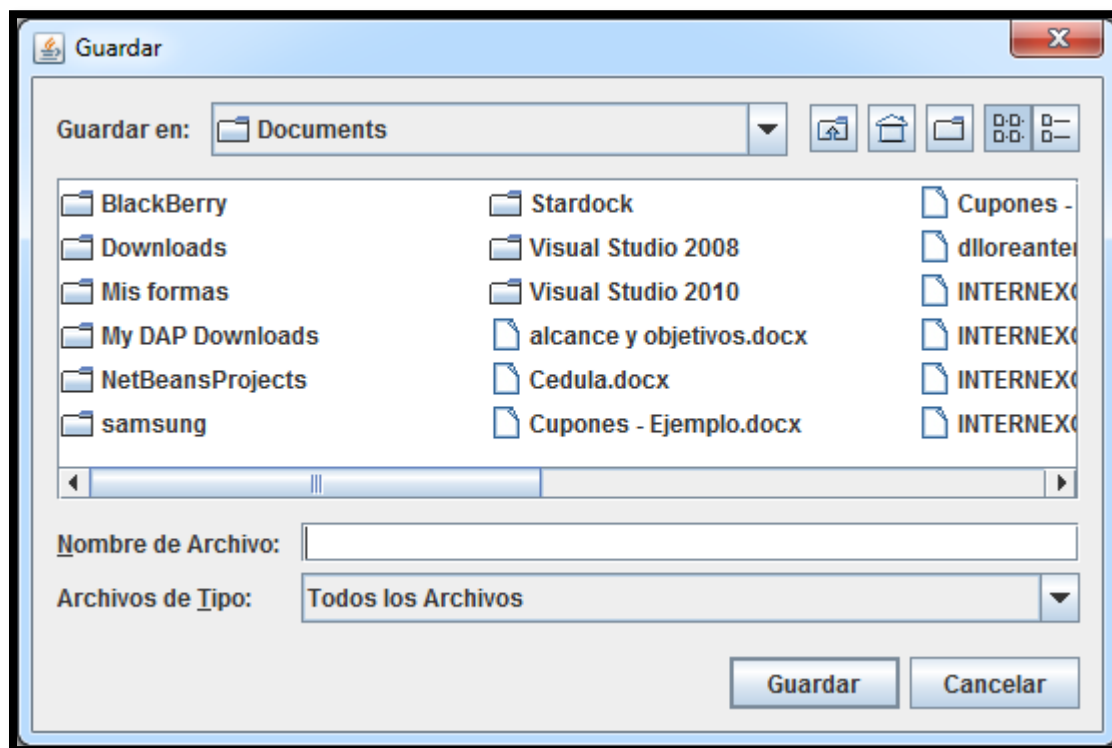 Guardar
Guardar en: Documents
BlackBerry
Downloads
Mis formas
My DAP Downloads
NetBeansProjects
samsung
Stardock
Visual Studio 2008
Visual Studio 2010
alcance y objetivos.docx
Cedula.docx
Cupones - Ejemplo.docx
Cupones -
Nombre de Archivo:
Archivos de Tipo: Todos los Archivos
Guardar Cancelar